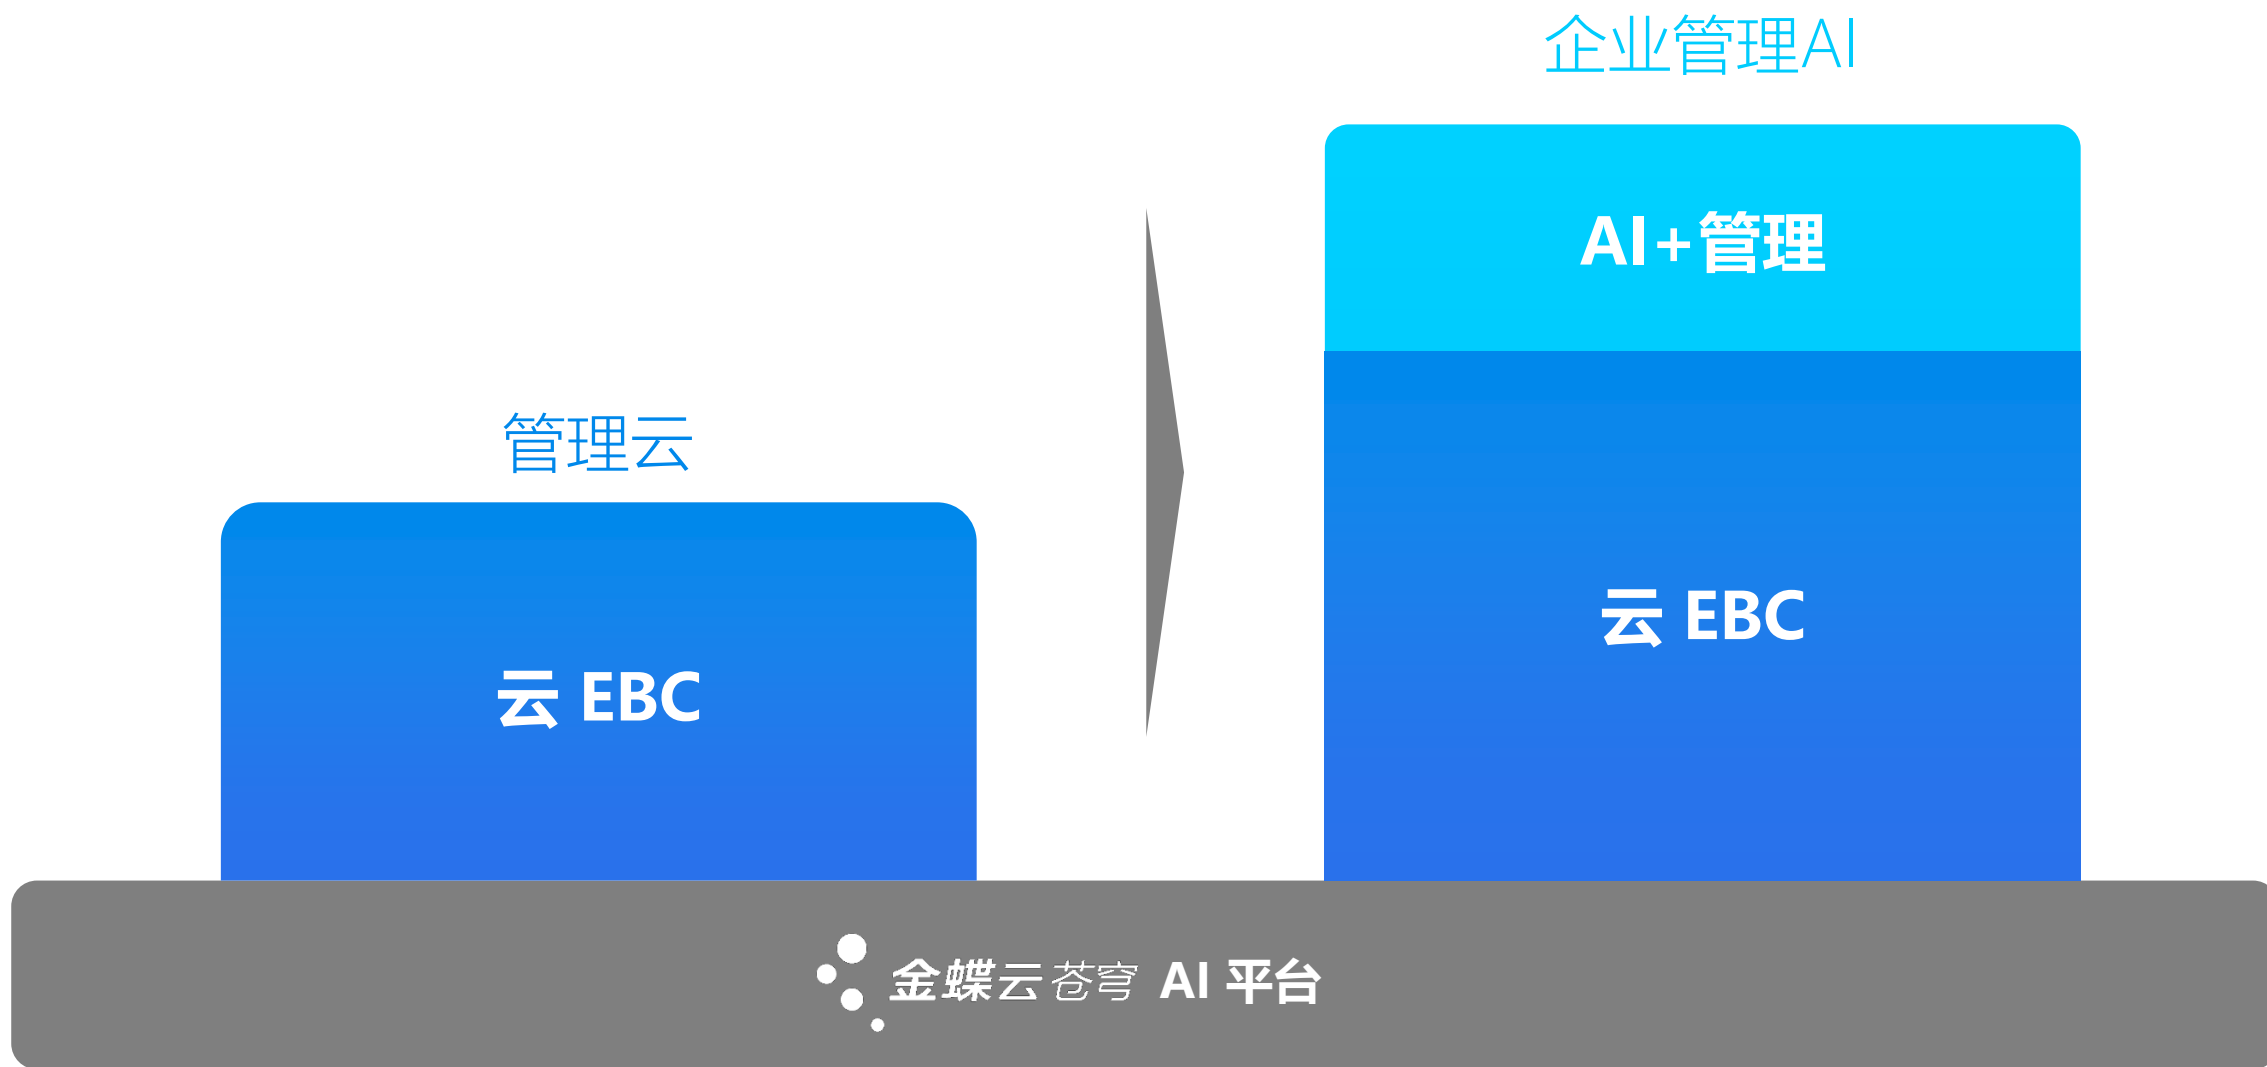 管理云
云 EBC
企业管理AI
AI+管理
云 EBC
金蝶云苍穹 AI 平台